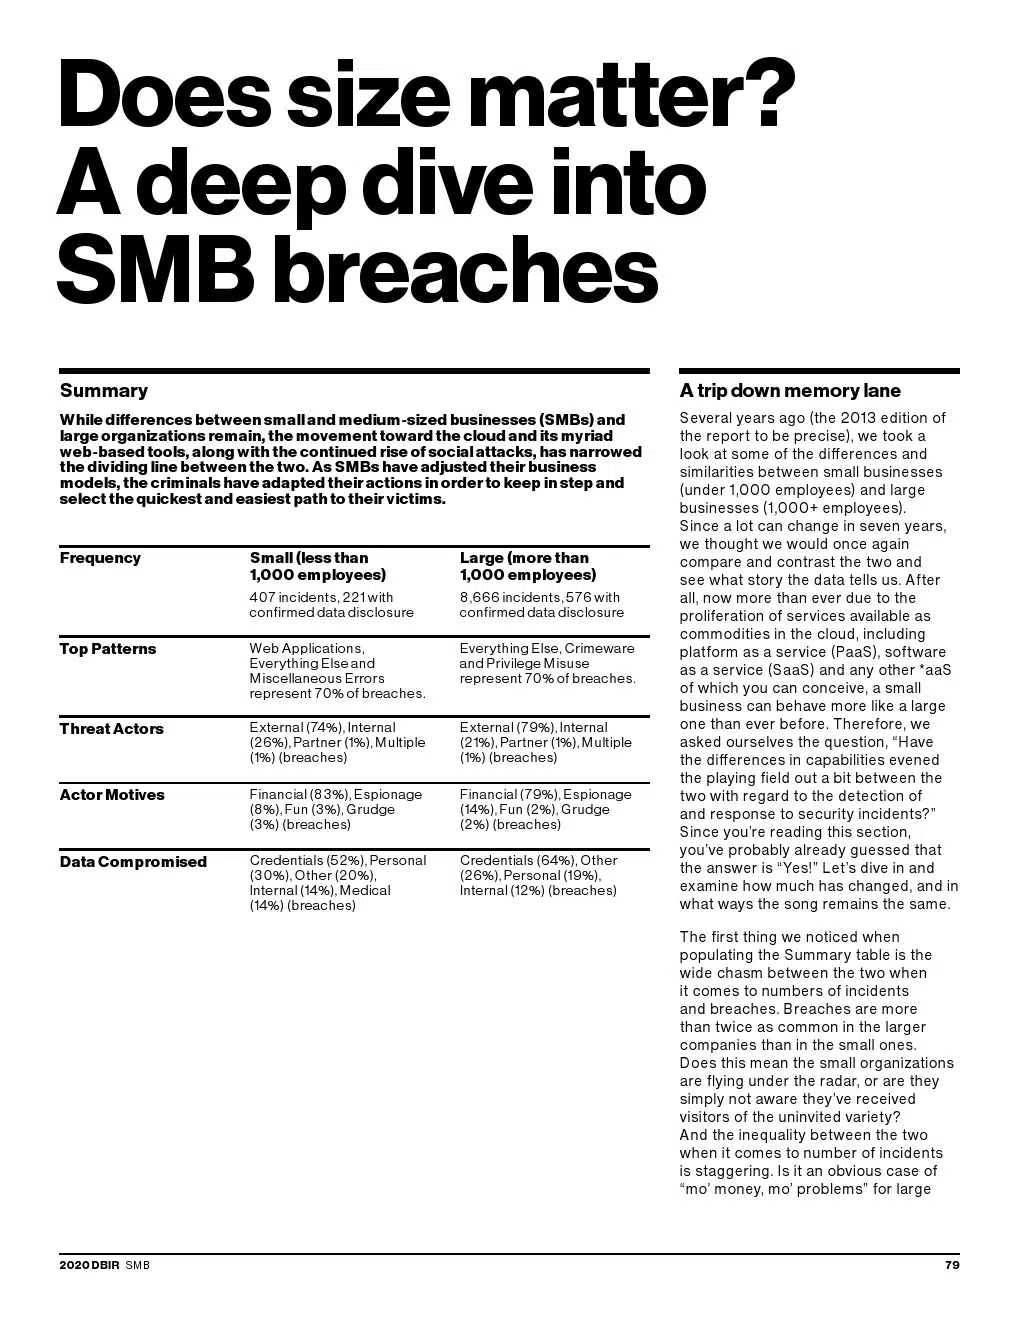 Does size matter?
A deep dive into
SMB breaches
Summary
While differences between small and medium-sized businesses (SMBs) and
large organizations remain, the movement toward the cloud and its myriad
web-based tools, along with the continued rise of social attacks, has narrowed
the dividing line between the two. As SMBs have adjusted their business
models, the criminals have adapted their actions in order to keep in step and
select the quickest and easiest path to their victims.
Frequency
Small (less than
1,000 employees)
407 incidents, 221 with
confirmed data disclosure
Large (more than
1,000 employees)
8,666 incidents, 576 with
confirmed data disclosure
Top Patterns
Web Applications,
Everything Else and
Miscellaneous Errors
represent 70% of breaches.
Everything Else, Crimeware
and Privilege Misuse
represent 70% of breaches.
Threat Actors
External (74%), Internal
(26%), Partner (1%), Multiple
(1%) (breaches)
External (79%), Internal
(21%), Partner (1%), Multiple
(1%) (breaches)
Actor Motives
Financial (83%), Espionage
(8%), Fun (3%), Grudge
(3%) (breaches)
Financial (79%), Espionage
(14%), Fun (2%), Grudge
(2%) (breaches)
Data Compromised
Credentials (52%), Personal
(30%), Other (20%),
Internal (14%), Medical
(14%) (breaches)
Credentials (64%), Other
(26%), Personal (19%),
Internal (12%) (breaches)
A trip down memory lane
Several years ago (the 2013 edition of
the report to be precise), we took a
look at some of the differences and
similarities between small businesses
(under 1,000 employees) and large
businesses (1,000+ employees).
Since a lot can change in seven years,
we thought we would once again
compare and contrast the two and
see what story the data tells us. After
all, now more than ever due to the
proliferation of services available as
commodities in the cloud, including
platform as a service (PaaS), software
as a service (SaaS) and any other *aaS
of which you can conceive, a small
business can behave more like a large
one than ever before. Therefore, we
asked ourselves the question, “Have
the differences in capabilities evened
the playing field out a bit between the
two with regard to the detection of
and response to security incidents?”
Since you’re reading this section,
you’ve probably already guessed that
the answer is “Yes!” Let’s dive in and
examine how much has changed, and in
what ways the song remains the same.
The first thing we noticed when
populating the Summary table is the
wide chasm between the two when
it comes to numbers of incidents
and breaches. Breaches are more
than twice as common in the larger
companies than in the small ones.
Does this mean the small organizations
are flying under the radar, or are they
simply not aware they’ve received
visitors of the uninvited variety?
And the inequality between the two
when it comes to number of incidents
is staggering. Is it an obvious case of
“mo’ money, mo’ problems” for large
2020 DBIR SMB
79